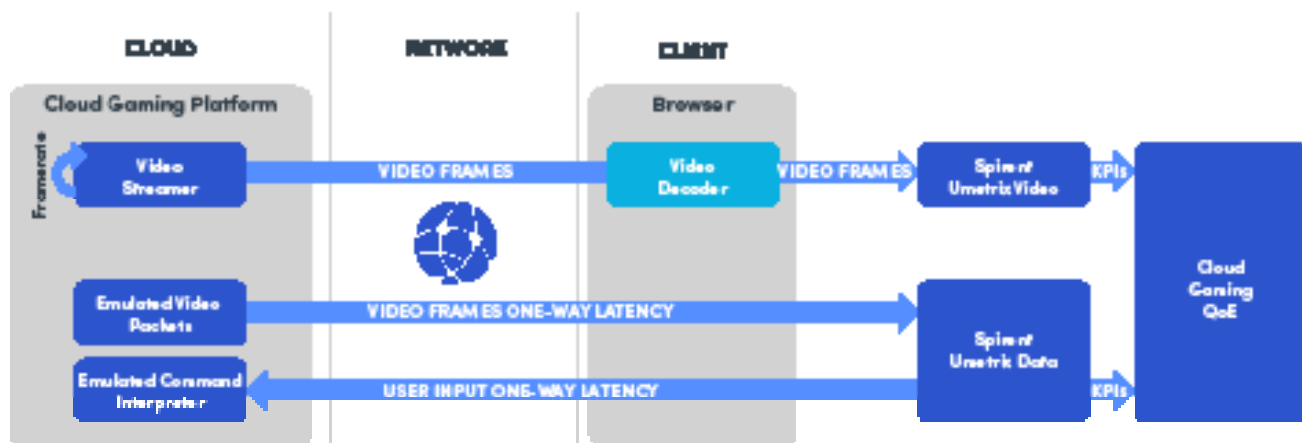 CLOUD
NETWORK
CLIENT
Cloud Gaming Platform
Browser
Framerate
Video
Streamer
VIDEO FRAMES
Video
Decoder
VIDEO FRAMES
Spirent
Umetrix Video
KPIs
Cloud
Gaming
QoE
Emulated Video
Packets
VIDEO FRAMES ONE-WAY LATENCY
Spirent
Umetrix Data
Emulated Command
Interpreter
USER INPUT ONE-WAY LATENCY
KPIs